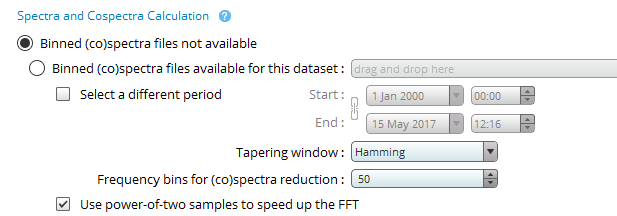 Spectra and Cospectra Calculation ?
Binned (co)spectra files not available
Binned (co)spectra files available for this dataset : drag and drop here
Select a different period Start : 1 Jan 2000 00:00
End : 15 May 2017 12:16
Tapering window : Hamming
Frequency bins for (co)spectra reduction : 50
Use power-of-two samples to speed up the FFT